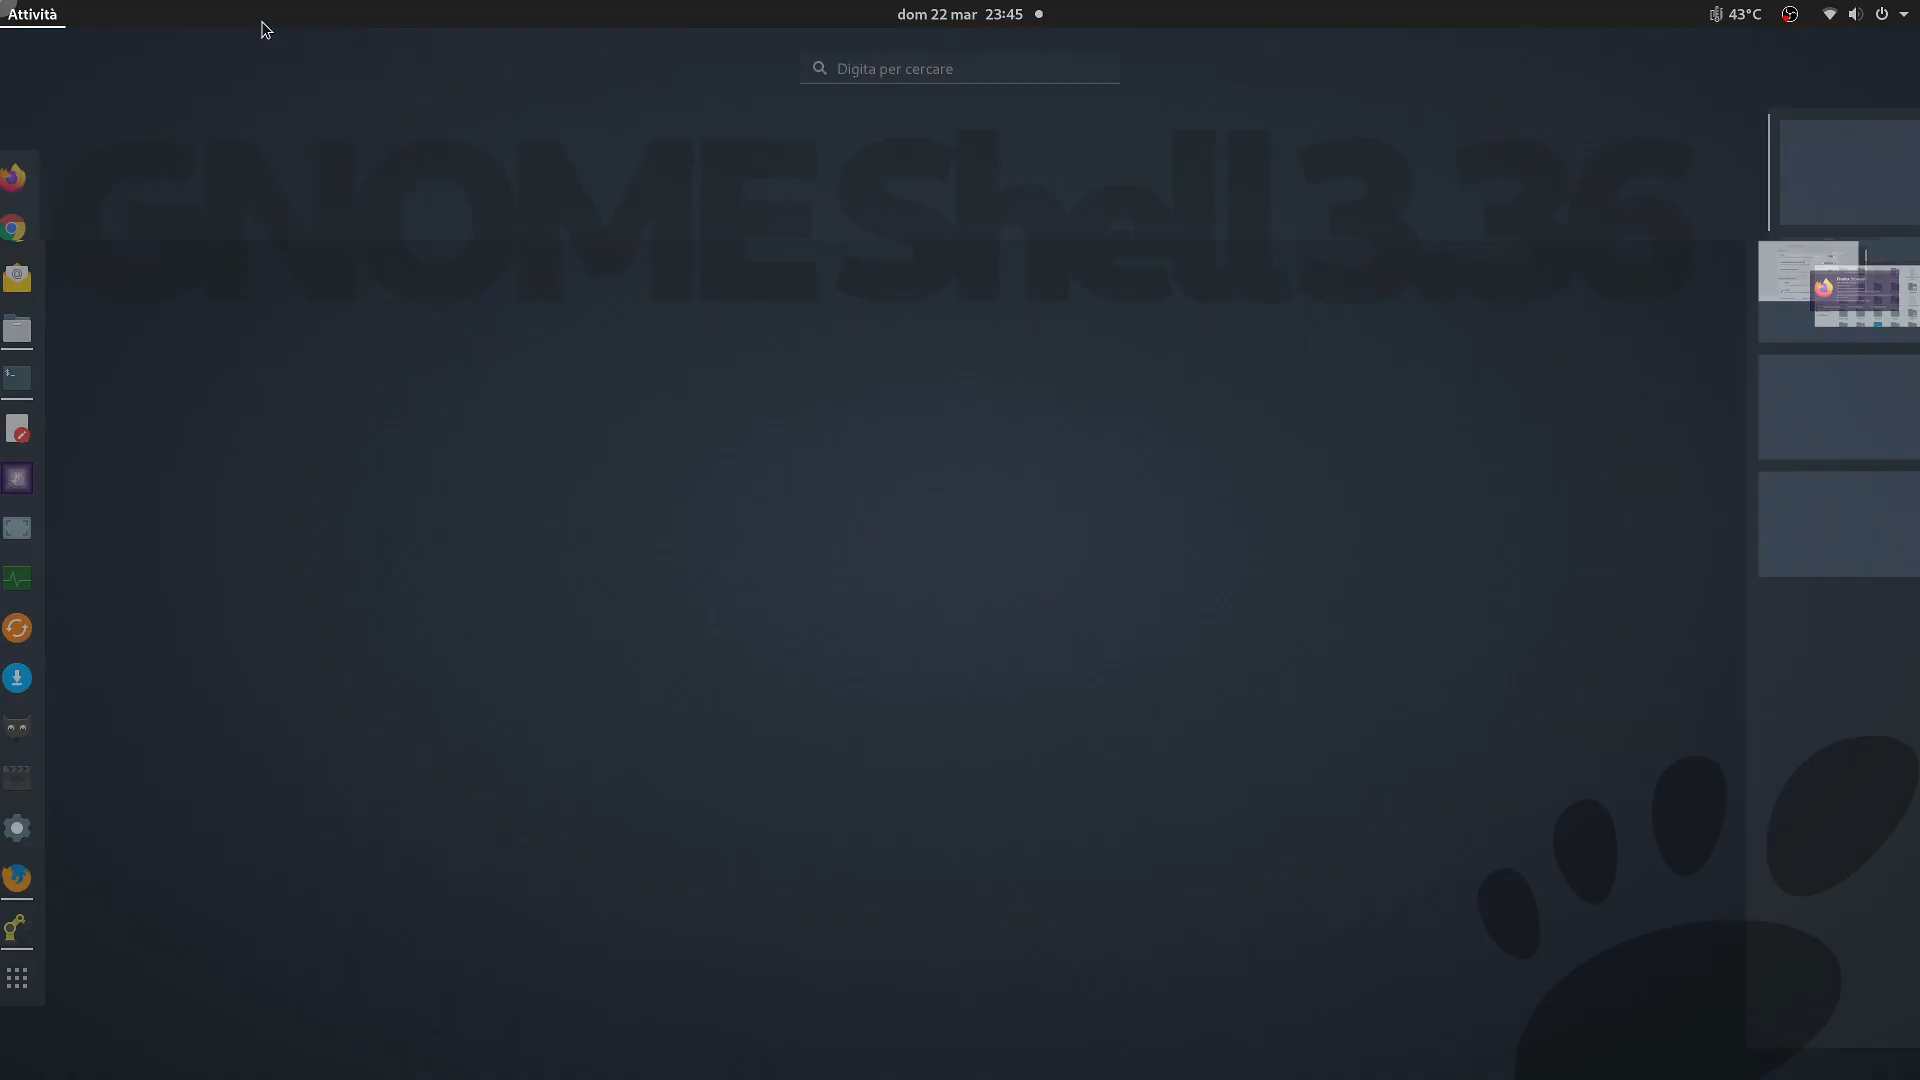 Attività
dom 22 mar 23:45
43°C
Digita per cercare
GNOME Shell 3.36